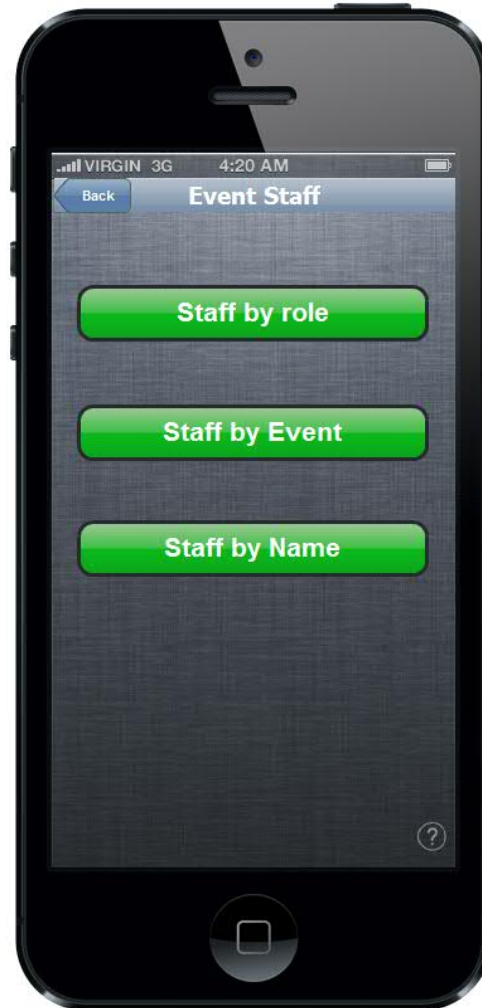 VIRGIN 3G 4:20 AM
Back Event Staff
Staff by role
Staff by Event
Staff by Name
?